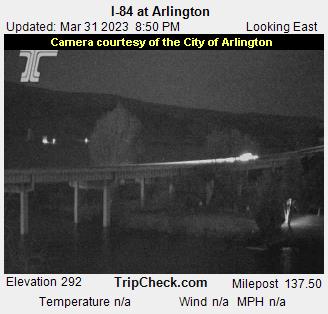 I-84 at Arlington
Updated: Mar 31 2023 8:50 PM Looking East
Camera courtesy of the City of Arlington
Elevation 292 TripCheck.com Milepost 137.50
Temperature n/a Wind n/a MPH n/a